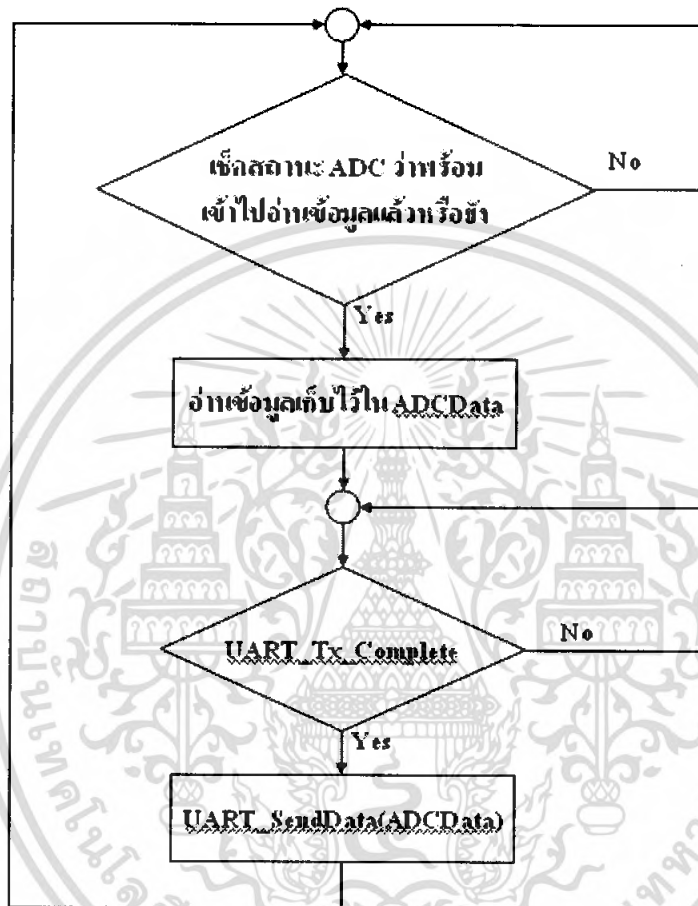 เช็คสถานะ ADC ว่าพร้อม
เข้าไปอ่านข้อมูลแล้วหรือยัง
No
Yes
อ่านข้อมูลเก็บไว้ใน ADCData
UART_Tx_Complete
No
Yes
UART_SendData(ADCData)